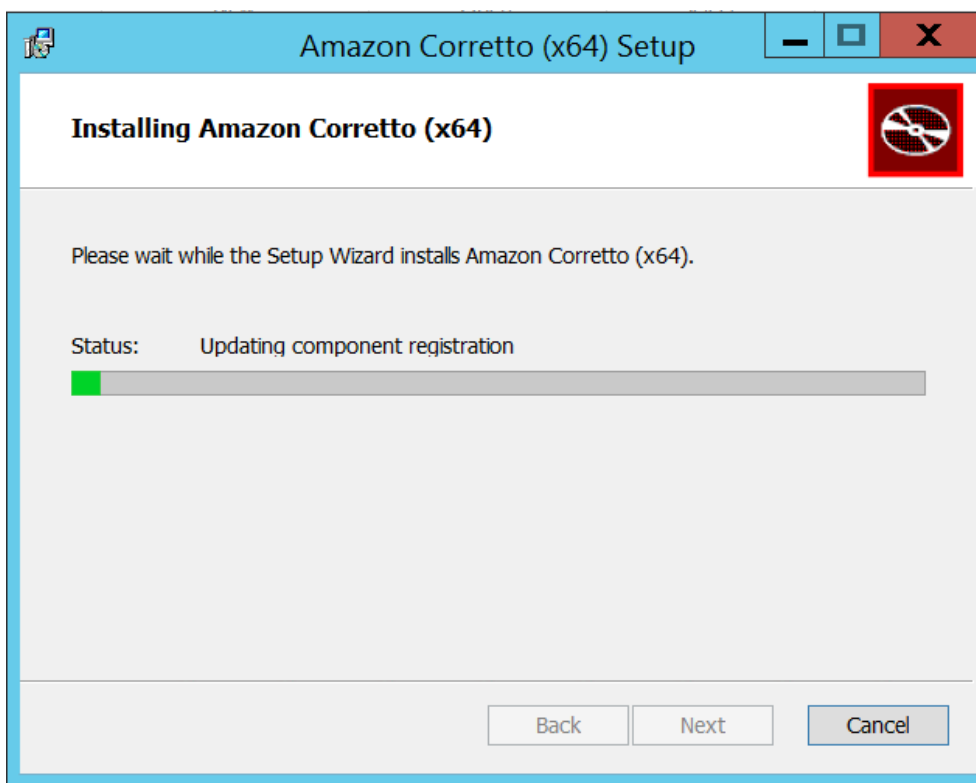 Amazon Corretto (x64) Setup
Installing Amazon Corretto (x64)
Please wait while the Setup Wizard installs Amazon Corretto (x64).
Status: Updating component registration
Back Next Cancel